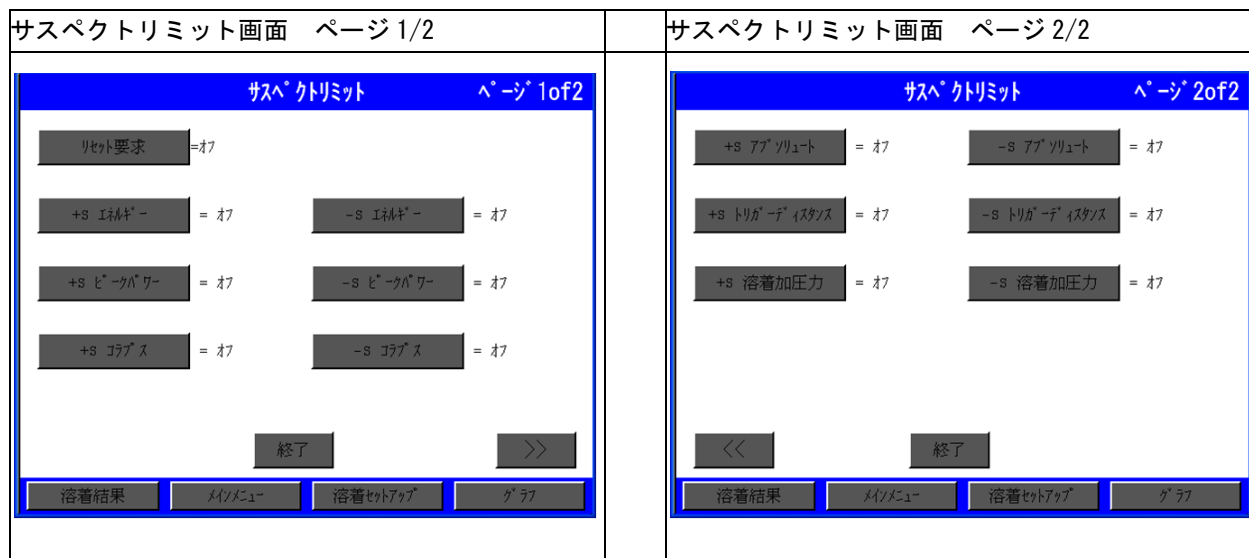 サスペクトリミット画面　ページ1/2
サスペクトリミット画面　ページ2/2
サスペクトリミット ページ1of2
リセット要求 =オフ
+S エネルギー = オフ -S エネルギー = オフ
+S ピークパワー = オフ -S ピークパワー = オフ
+S コラプス = オフ -S コラプス = オフ
終了 >>
溶着結果 メインメニュー 溶着セットアップ グラフ
サスペクトリミット ページ2of2
+S アブソリュート = オフ -S アブソリュート = オフ
+S トリガーディスタンス = オフ -S トリガーディスタンス = オフ
+S 溶着加圧力 = オフ -S 溶着加圧力 = オフ
<< 終了
溶着結果 メインメニュー 溶着セットアップ グラフ